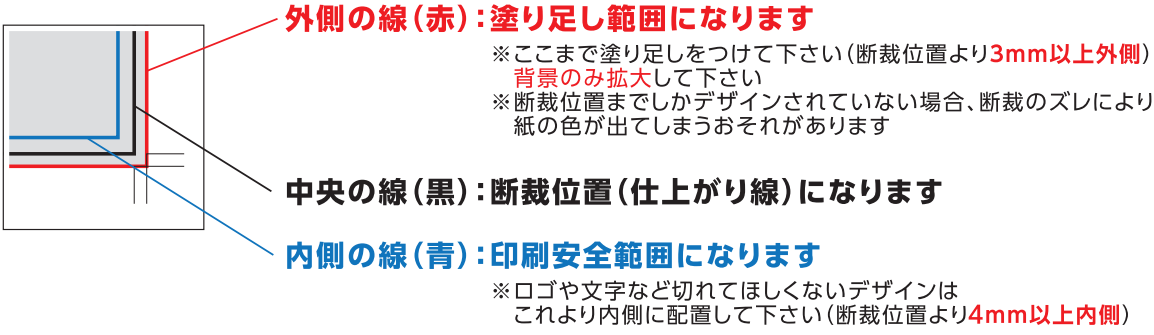 外側の線（赤）：塗り足し範囲になります
※ここまで塗り足しをつけて下さい（断裁位置より3mm以上外側）
背景のみ拡大して下さい
※断裁位置までしかデザインされていない場合、断裁のズレにより
紙の色が出てしまうおそれがあります
中央の線（黒）：断裁位置（仕上がり線）になります
内側の線（青）：印刷安全範囲になります
※ロゴや文字など切れてほしくないデザインは
これより内側に配置して下さい（断裁位置より4mm以上内側）